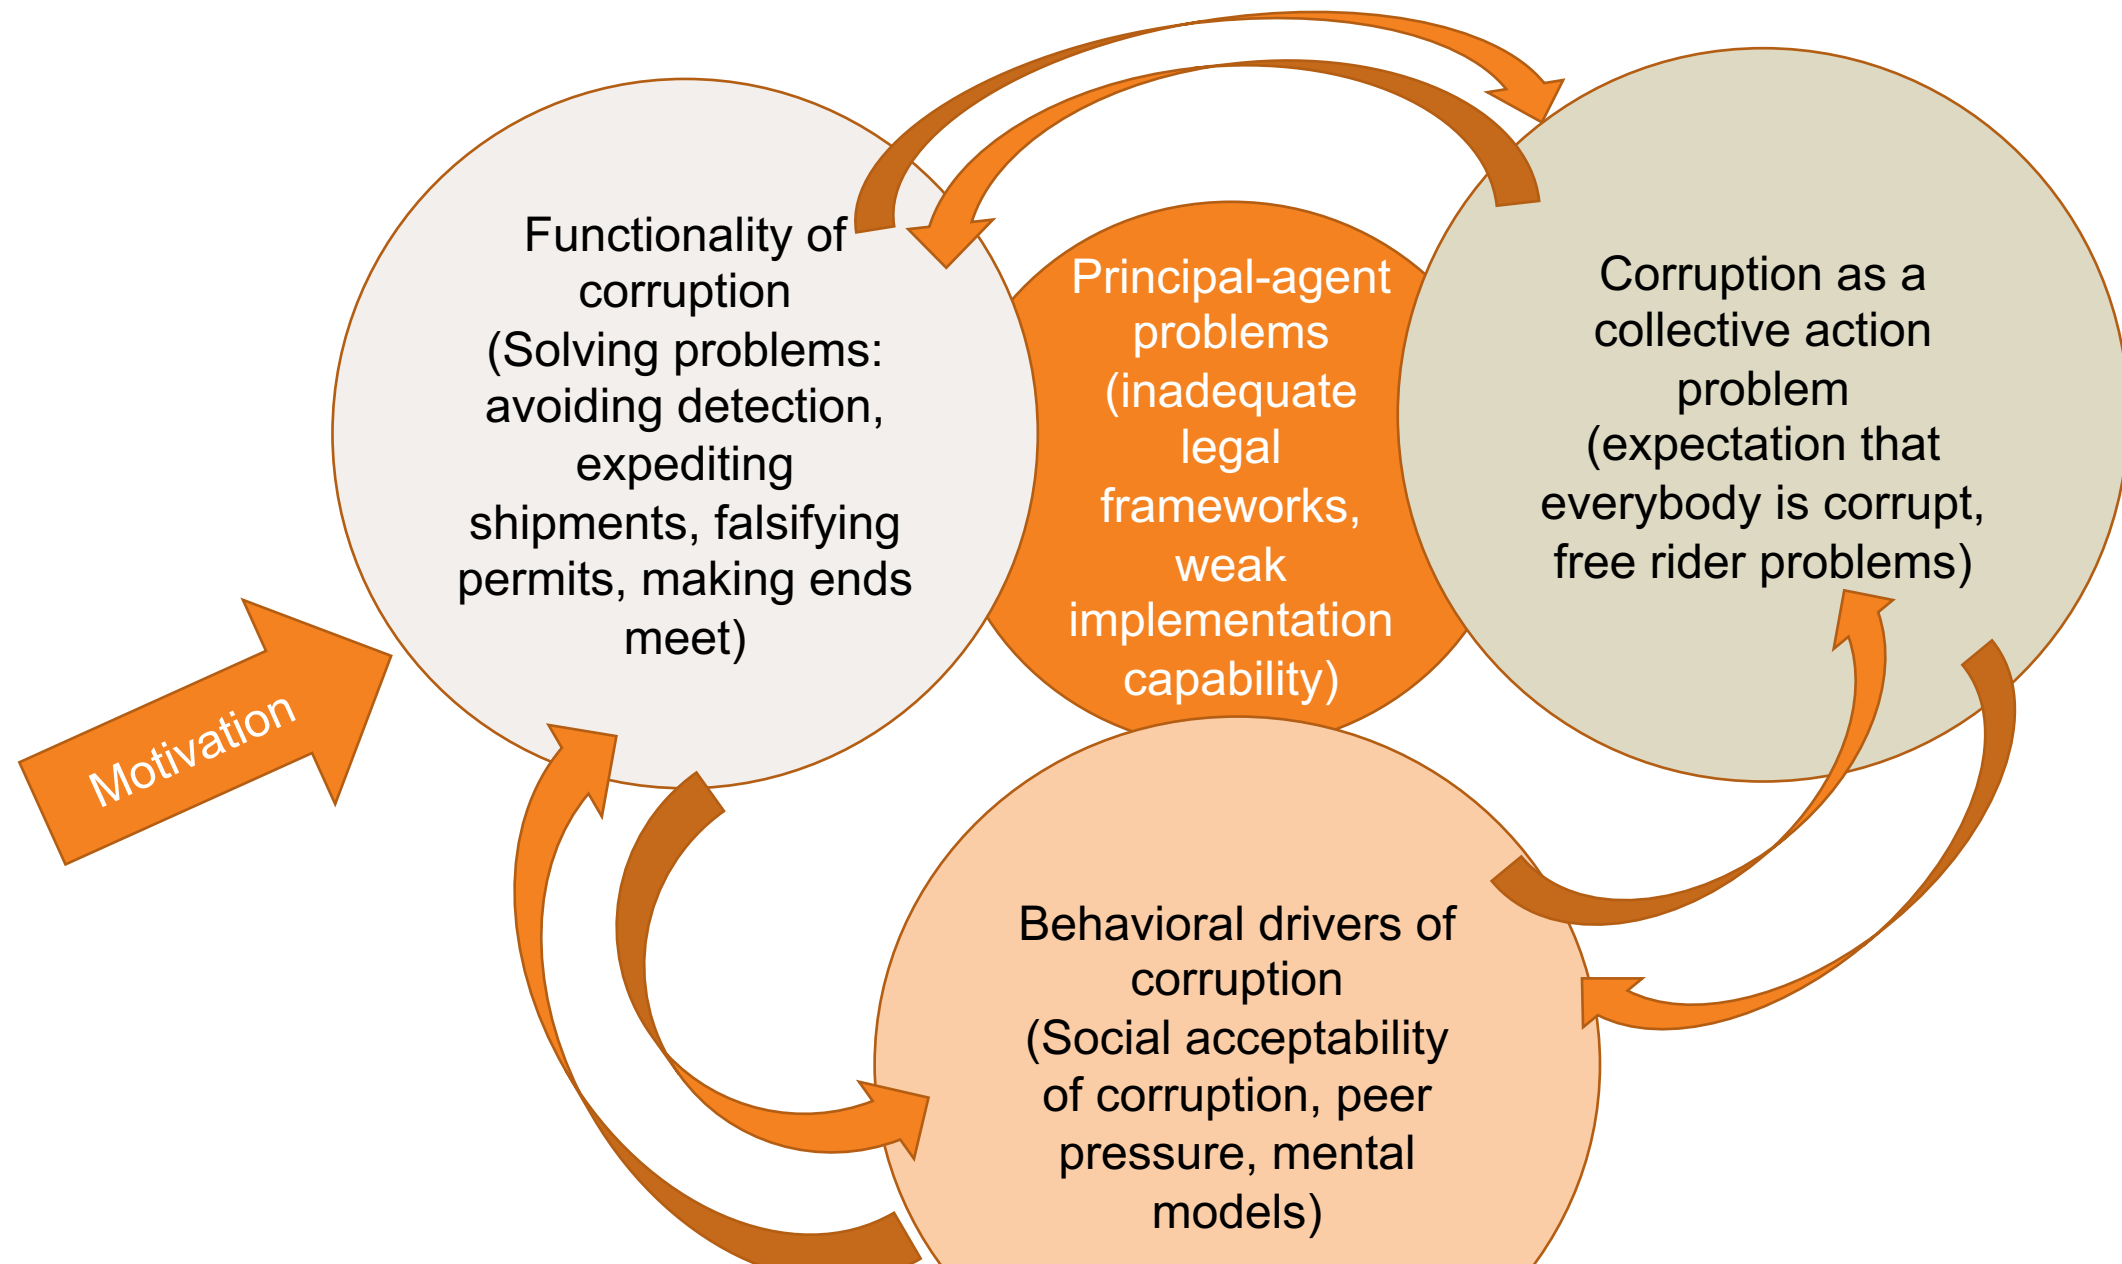 Functionality of
corruption
(Solving problems:
avoiding detection,
expediting
shipments, falsifying
permits, making ends
meet)
Principal-agent
problems
(inadequate
legal
frameworks,
weak
implementation
capability)
Corruption as a
collective action
problem
(expectation that
everybody is corrupt,
free rider problems)
Motivation
Behavioral drivers of
corruption
(Social acceptability
of corruption, peer
pressure, mental
models)